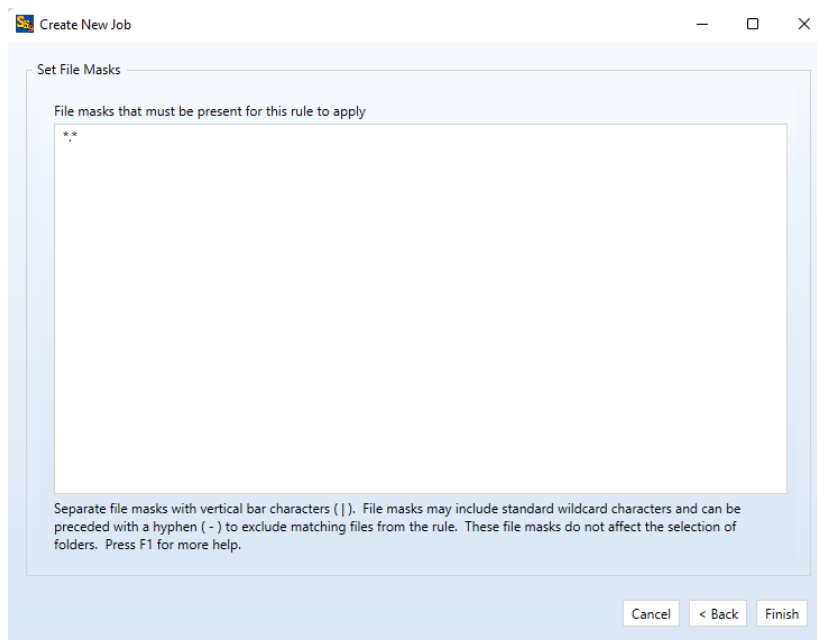 Create New Job
Set File Masks
File masks that must be present for this rule to apply
*.*
Separate file masks with vertical bar characters ( | ).  File masks may include standard wildcard characters and can be
preceded with a hyphen ( - ) to exclude matching files from the rule.  These file masks do not affect the selection of
folders.  Press F1 for more help.
Cancel
< Back
Finish